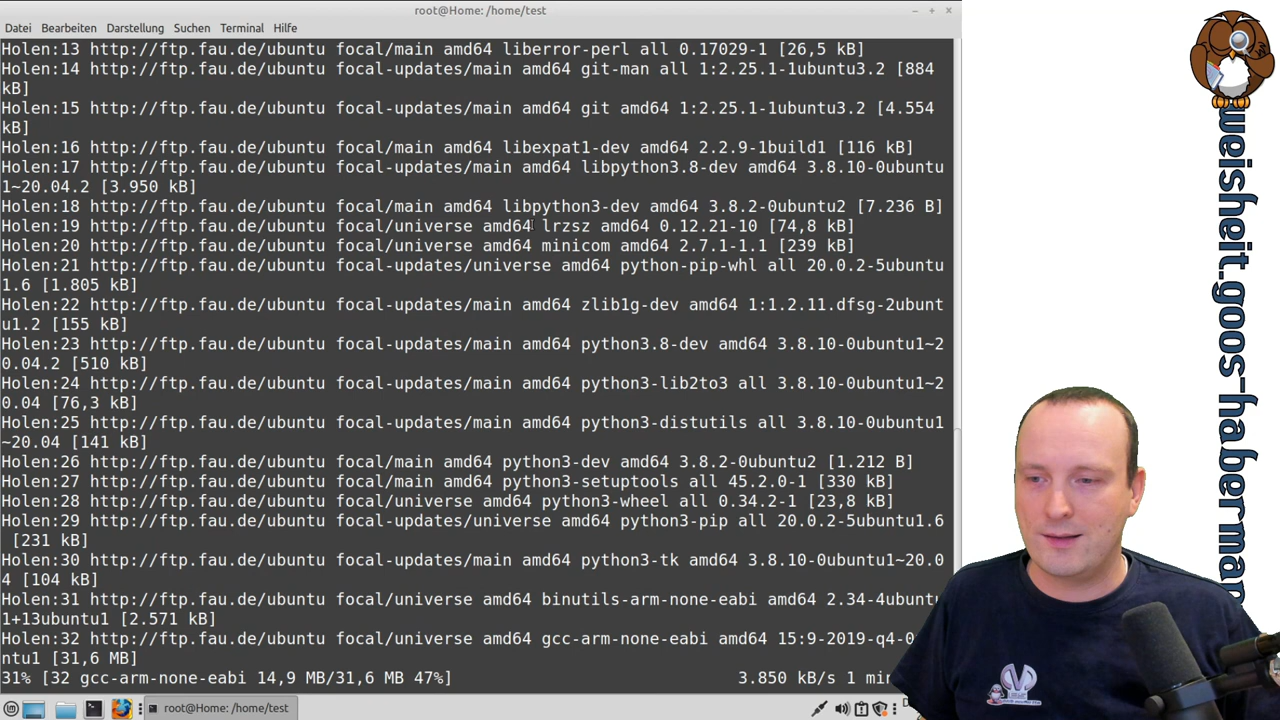 root@Home: /home/test
Datei Bearbeiten Darstellung Suchen Terminal Hilfe
Holen:13 http://ftp.fau.de/ubuntu focal/main amd64 liberror-perl all 0.17029-1 [26,5 kB]
Holen:14 http://ftp.fau.de/ubuntu focal-updates/main amd64 git-man all 1:2.25.1-1ubuntu3.2 [884
kB]
Holen:15 http://ftp.fau.de/ubuntu focal-updates/main amd64 git amd64 1:2.25.1-1ubuntu3.2 [4.554
kB]
Holen:16 http://ftp.fau.de/ubuntu focal/main amd64 libexpat1-dev amd64 2.2.9-1build1 [116 kB]
Holen:17 http://ftp.fau.de/ubuntu focal-updates/main amd64 libpython3.8-dev amd64 3.8.10-0ubuntu
1~20.04.2 [3.950 kB]
Holen:18 http://ftp.fau.de/ubuntu focal/main amd64 libpython3-dev amd64 3.8.2-0ubuntu2 [7.236 B]
Holen:19 http://ftp.fau.de/ubuntu focal/universe amd64 lrzsz amd64 0.12.21-10 [74,8 kB]
Holen:20 http://ftp.fau.de/ubuntu focal/universe amd64 minicom amd64 2.7.1-1.1 [239 kB]
Holen:21 http://ftp.fau.de/ubuntu focal-updates/universe amd64 python-pip-whl all 20.0.2-5ubuntu
1.6 [1.805 kB]
Holen:22 http://ftp.fau.de/ubuntu focal-updates/main amd64 zlib1g-dev amd64 1:1.2.11.dfsg-2ubunt
u1.2 [155 kB]
Holen:23 http://ftp.fau.de/ubuntu focal-updates/main amd64 python3.8-dev amd64 3.8.10-0ubuntu1~2
0.04.2 [510 kB]
Holen:24 http://ftp.fau.de/ubuntu focal-updates/main amd64 python3-lib2to3 all 3.8.10-0ubuntu1~2
0.04 [76,3 kB]
Holen:25 http://ftp.fau.de/ubuntu focal-updates/main amd64 python3-distutils all 3.8.10-0ubuntu1
~20.04 [141 kB]
Holen:26 http://ftp.fau.de/ubuntu focal/main amd64 python3-dev amd64 3.8.2-0ubuntu2 [1.212 B]
Holen:27 http://ftp.fau.de/ubuntu focal/main amd64 python3-setuptools all 45.2.0-1 [330 kB]
Holen:28 http://ftp.fau.de/ubuntu focal/universe amd64 python3-wheel all 0.34.2-1 [23,8 kB]
Holen:29 http://ftp.fau.de/ubuntu focal-updates/universe amd64 python3-pip all 20.0.2-5ubuntu1.6
[231 kB]
Holen:30 http://ftp.fau.de/ubuntu focal-updates/main amd64 python3-tk amd64 3.8.10-0ubuntu1~20.0
4 [104 kB]
Holen:31 http://ftp.fau.de/ubuntu focal/universe amd64 binutils-arm-none-eabi amd64 2.34-4ubuntu
1+13ubuntu1 [2.571 kB]
Holen:32 http://ftp.fau.de/ubuntu focal/universe amd64 gcc-arm-none-eabi amd64 15:9-2019-q4-0
ntu1 [31,6 MB]
31% [32 gcc-arm-none-eabi 14,9 MB/31,6 MB 47%] 3.850 kB/s 1 min
root@Home: /home/test
weisheit.goos-haberman